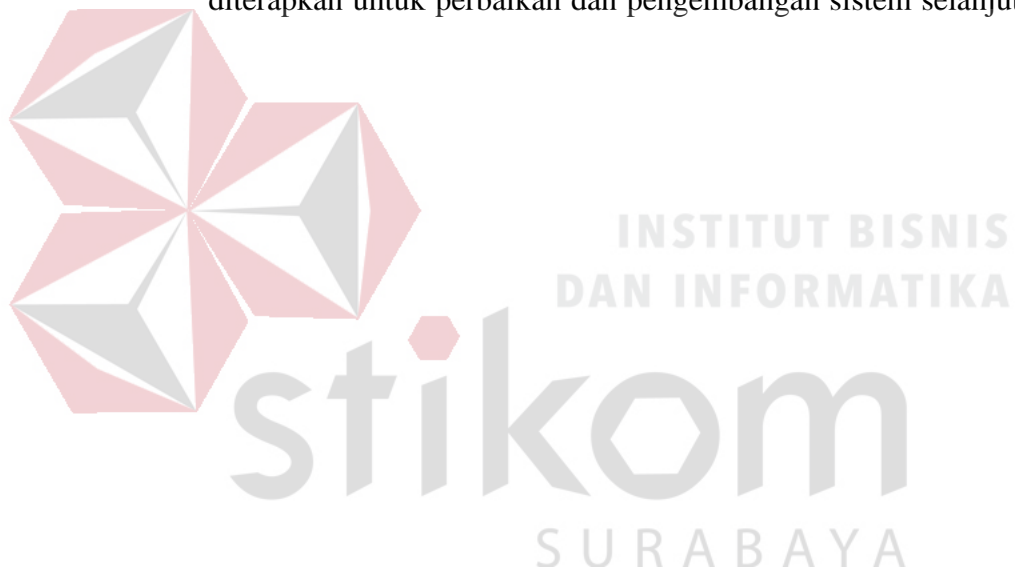 diterapkan untuk perbaikan dan pengembangan sistem selanjut
INSTITUT BISNIS
DAN INFORMATIKA
stikom
SURABAYA